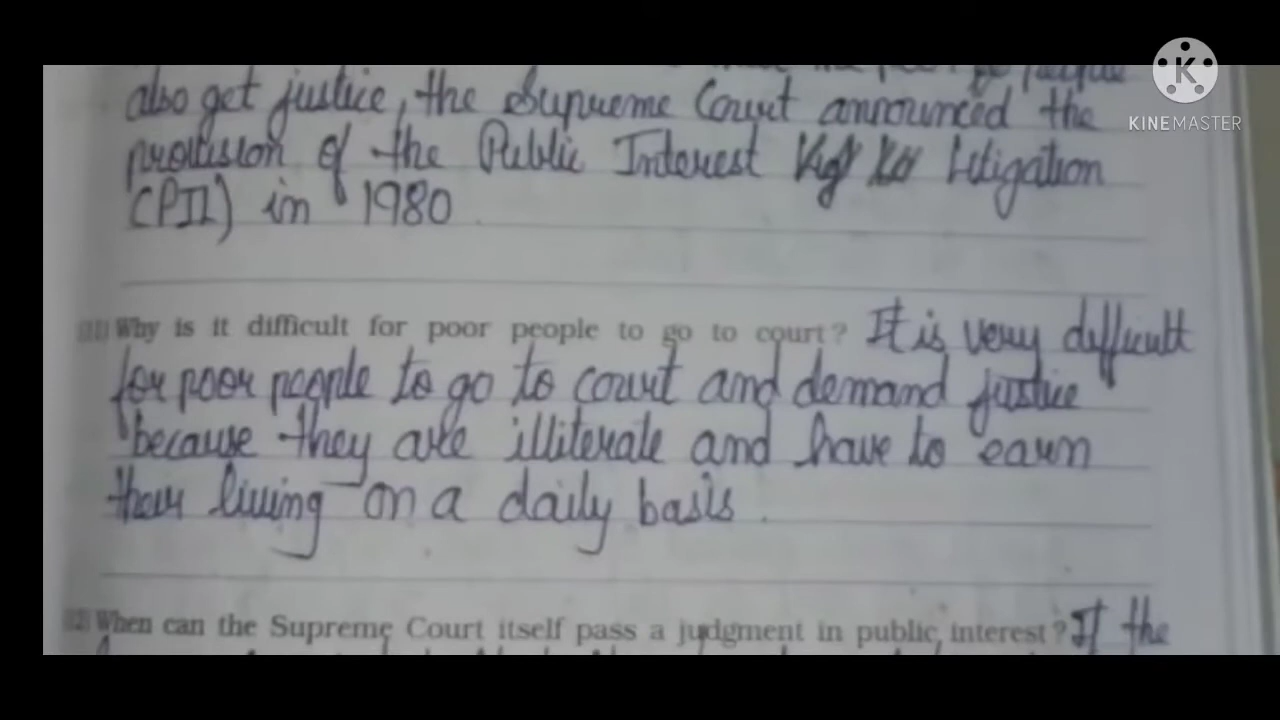 KINEMASTER
also get justice, the Supreme Court announced the
provision of the Public Interest Litigation
(PIL) in 1980
(11) Why is it difficult for poor people to go to court? It is very difficult
for poor people to go to court and demand justice
because they are illiterate and have to earn
their living on a daily basis.
(12) When can the Supreme Court itself pass a judgment in public interest? If the